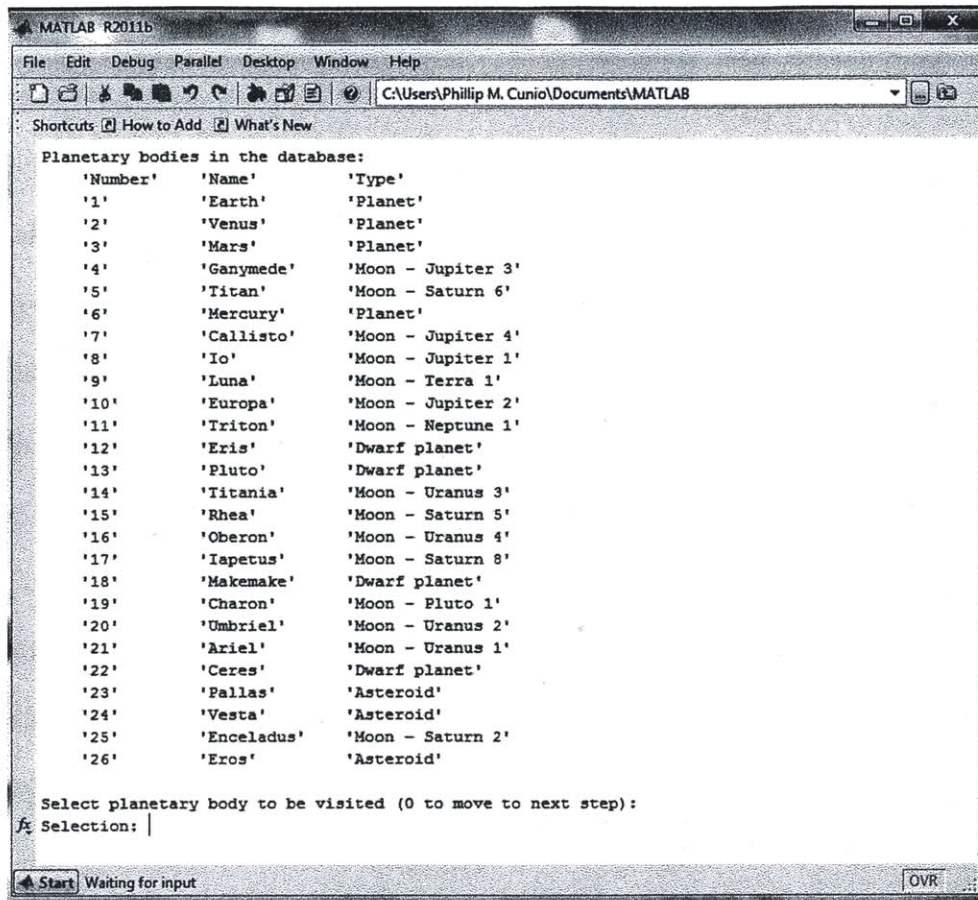 MATLAB R2011b
File Edit Debug Parallel Desktop Window Help
C:\Users\Phillip M. Cunio\Documents\MATLAB
Shortcuts How to Add What's New
Planetary bodies in the database:
'Number' 'Name' 'Type'
'1' 'Earth' 'Planet'
'2' 'Venus' 'Planet'
'3' 'Mars' 'Planet'
'4' 'Ganymede' 'Moon - Jupiter 3'
'5' 'Titan' 'Moon - Saturn 6'
'6' 'Mercury' 'Planet'
'7' 'Callisto' 'Moon - Jupiter 4'
'8' 'Io' 'Moon - Jupiter 1'
'9' 'Luna' 'Moon - Terra 1'
'10' 'Europa' 'Moon - Jupiter 2'
'11' 'Triton' 'Moon - Neptune 1'
'12' 'Eris' 'Dwarf planet'
'13' 'Pluto' 'Dwarf planet'
'14' 'Titania' 'Moon - Uranus 3'
'15' 'Rhea' 'Moon - Saturn 5'
'16' 'Oberon' 'Moon - Uranus 4'
'17' 'Iapetus' 'Moon - Saturn 8'
'18' 'Makemake' 'Dwarf planet'
'19' 'Charon' 'Moon - Pluto 1'
'20' 'Umbriel' 'Moon - Uranus 2'
'21' 'Ariel' 'Moon - Uranus 1'
'22' 'Ceres' 'Dwarf planet'
'23' 'Pallas' 'Asteroid'
'24' 'Vesta' 'Asteroid'
'25' 'Enceladus' 'Moon - Saturn 2'
'26' 'Eros' 'Asteroid'
Select planetary body to be visited (0 to move to next step):
fx Selection:
Start Waiting for input OVR